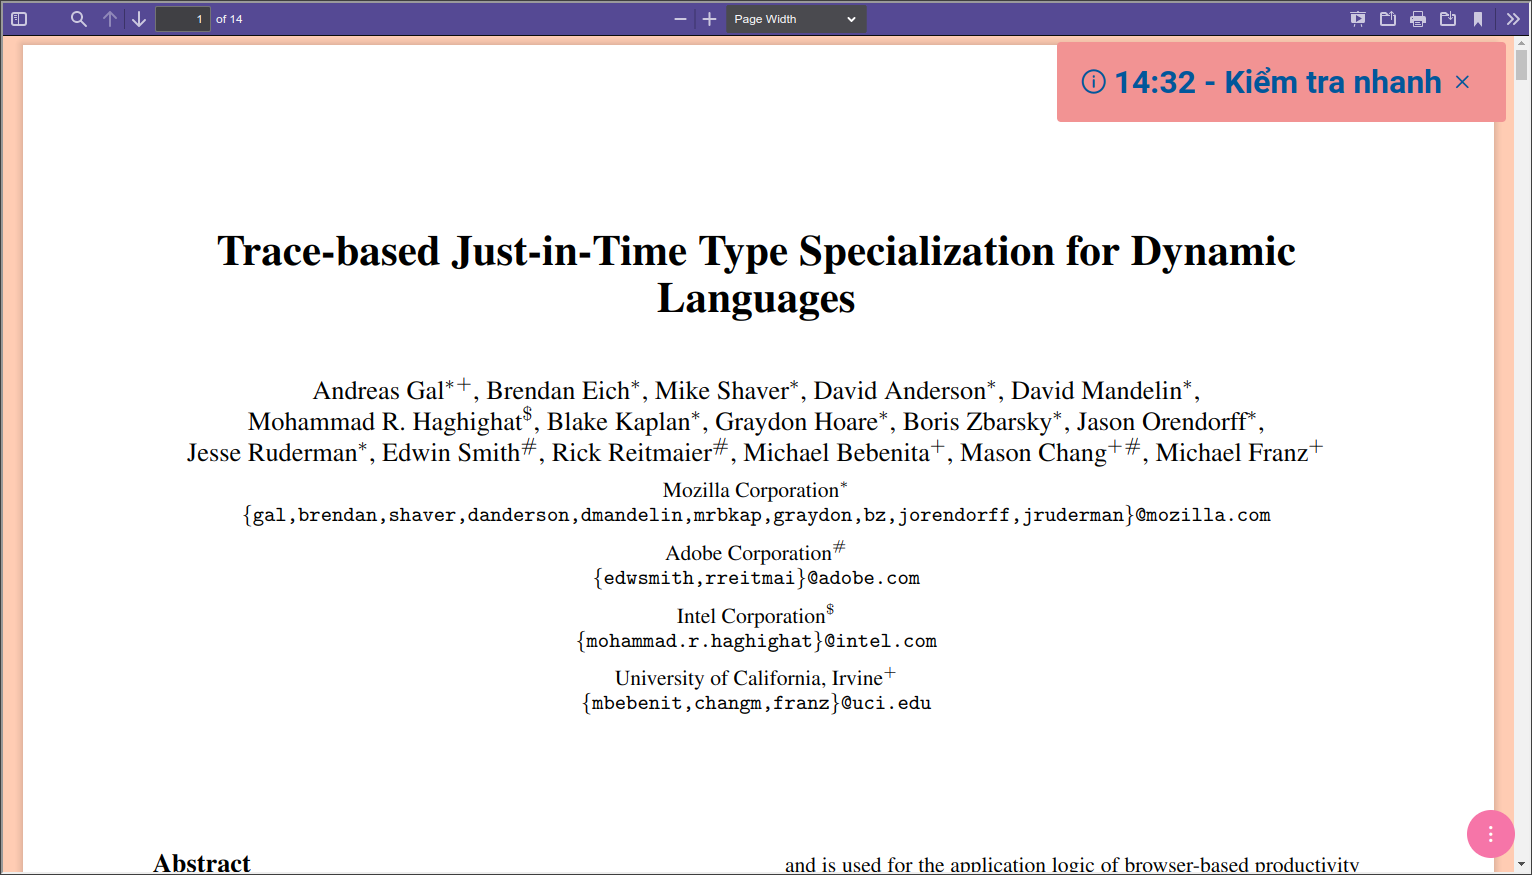 1 of 14
Page Width
14:32 - Kiểm tra nhanh
Trace-based Just-in-Time Type Specialization for Dynamic
Languages
Andreas Gal*+, Brendan Eich*, Mike Shaver*, David Anderson*, David Mandelin*,
Mohammad R. Haghighat$, Blake Kaplan*, Graydon Hoare*, Boris Zbarsky*, Jason Orendorff*,
Jesse Ruderman*, Edwin Smith#, Rick Reitmaier#, Michael Bebenita+, Mason Chang+#, Michael Franz+
Mozilla Corporation*
{gal,brendan,shaver,danderson,dmandelin,mrbkap,graydon,bz,jorendorff,jruderman}@mozilla.com
Adobe Corporation#
{edwsmith,rreitmai}@adobe.com
Intel Corporation$
{mohammad.r.haghighat}@intel.com
University of California, Irvine+
{mbebenit,changm,franz}@uci.edu
Abstract
and is used for the application logic of browser-based productivity